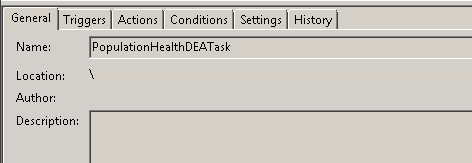 General Triggers Actions Conditions Settings History
Name: PopulationHealthDEATask
Location: \
Author:
Description: